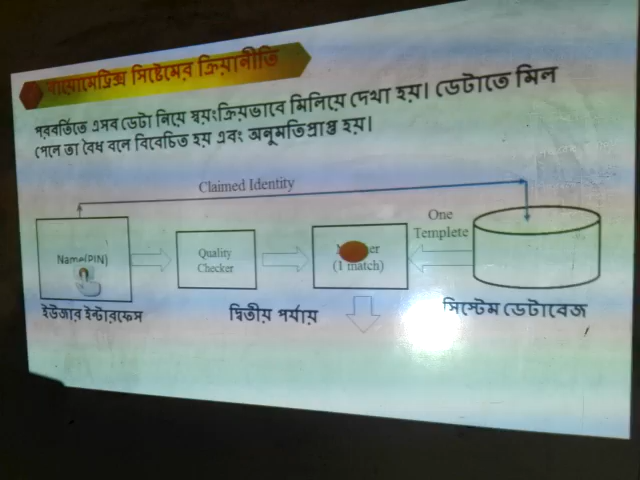 বায়োমেট্রিক্স সিষ্টেমের ক্রিয়ানীতি
পরবর্তিতে এসব ডেটা নিয়ে স্বয়ংক্রিয়ভাবে মিলিয়ে দেখা হয়। ডেটাতে মিল
পেলে তা বৈধ বলে বিবেচিত হয় এবং অনুমতিপ্রাপ্ত হয়।
Claimed Identity
Name(PIN)
Quality
Checker
(1 match)
One
Templete
ইউজার ইন্টারফেস
দ্বিতীয় পর্যায়
সিস্টেম ডেটাবেজ